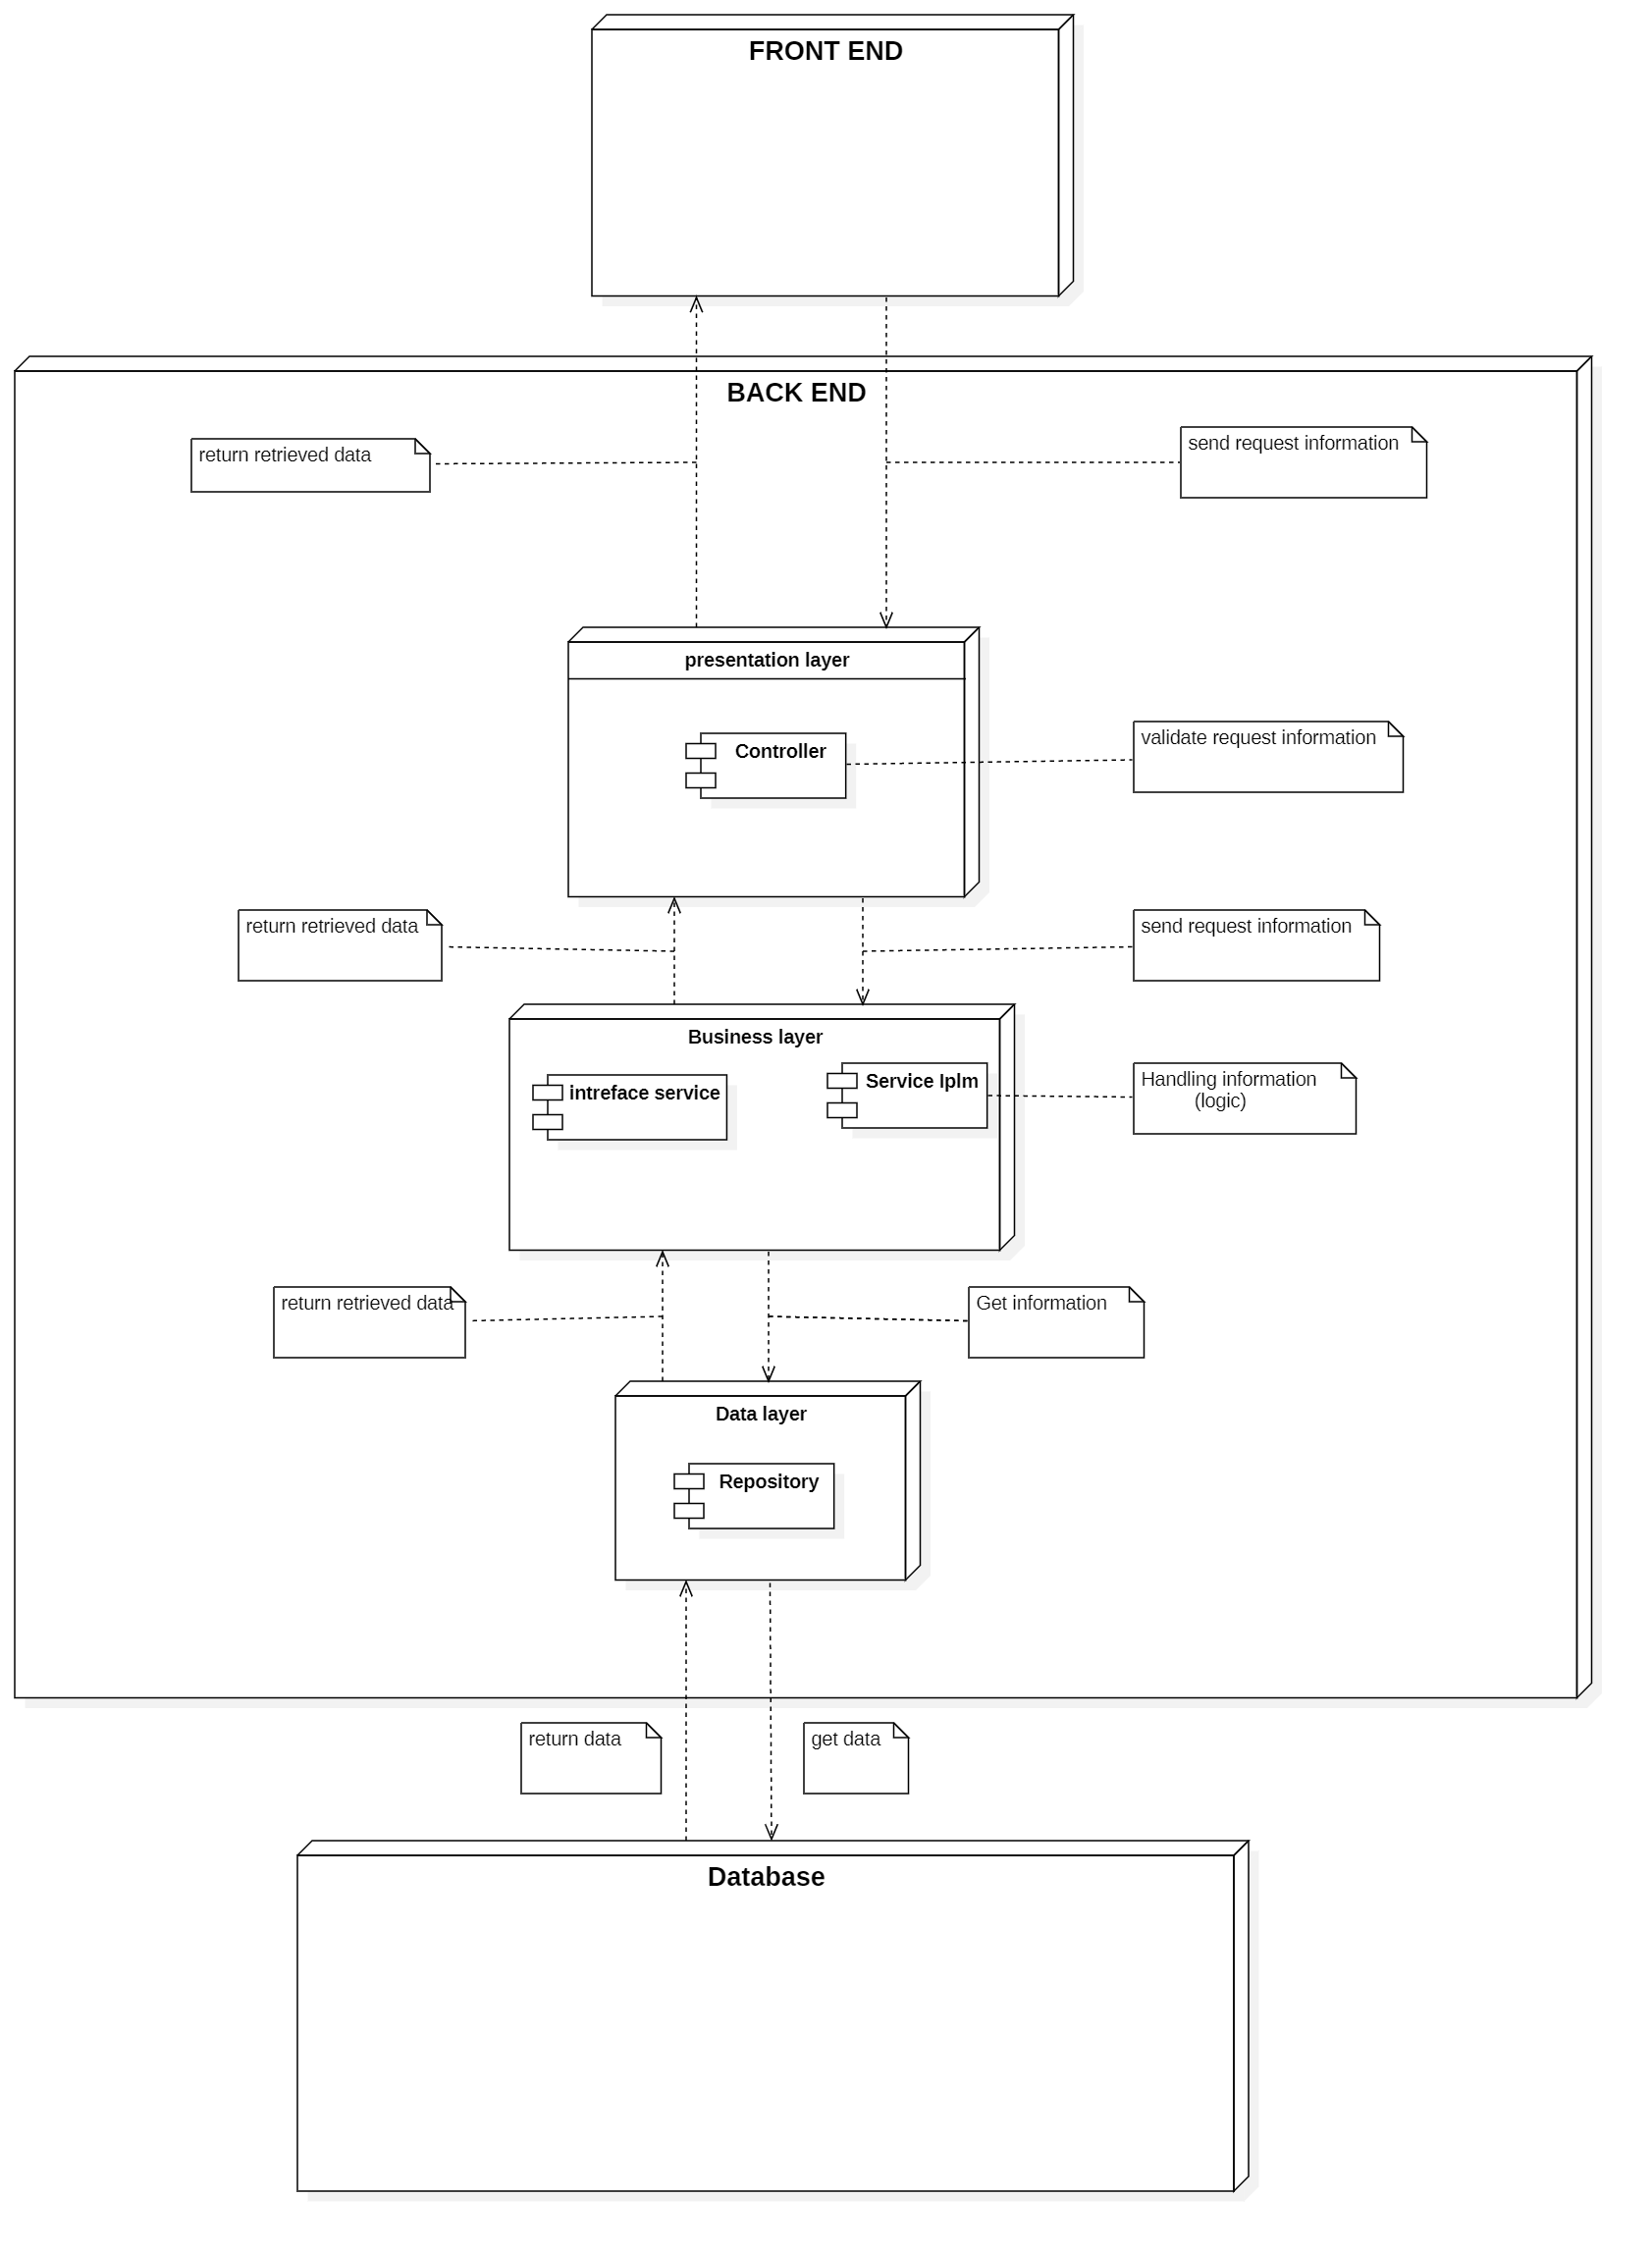 FRONT END
BACK END
return retrieved data
send request information
presentation layer
Controller
validate request information
return retrieved data
send request information
Business layer
intreface service
Service Iplm
Handling information
(logic)
return retrieved data
Get information
Data layer
Repository
return data
get data
Database